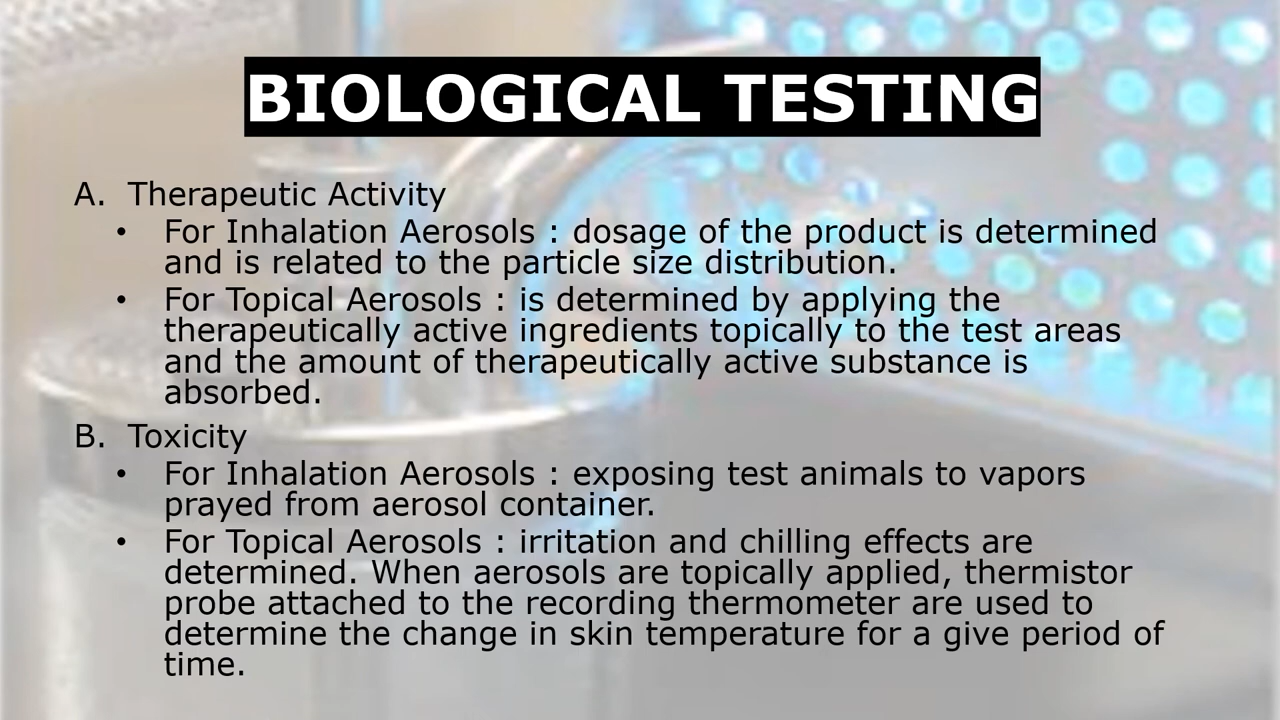 BIOLOGICAL TESTING
A. Therapeutic Activity
• For Inhalation Aerosols : dosage of the product is determined
and is related to the particle size distribution.
• For Topical Aerosols : is determined by applying the
therapeutically active ingredients topically to the test areas
and the amount of therapeutically active substance is
absorbed.
B. Toxicity
• For Inhalation Aerosols : exposing test animals to vapors
prayed from aerosol container.
• For Topical Aerosols : irritation and chilling effects are
determined. When aerosols are topically applied, thermistor
probe attached to the recording thermometer are used to
determine the change in skin temperature for a give period of
time.